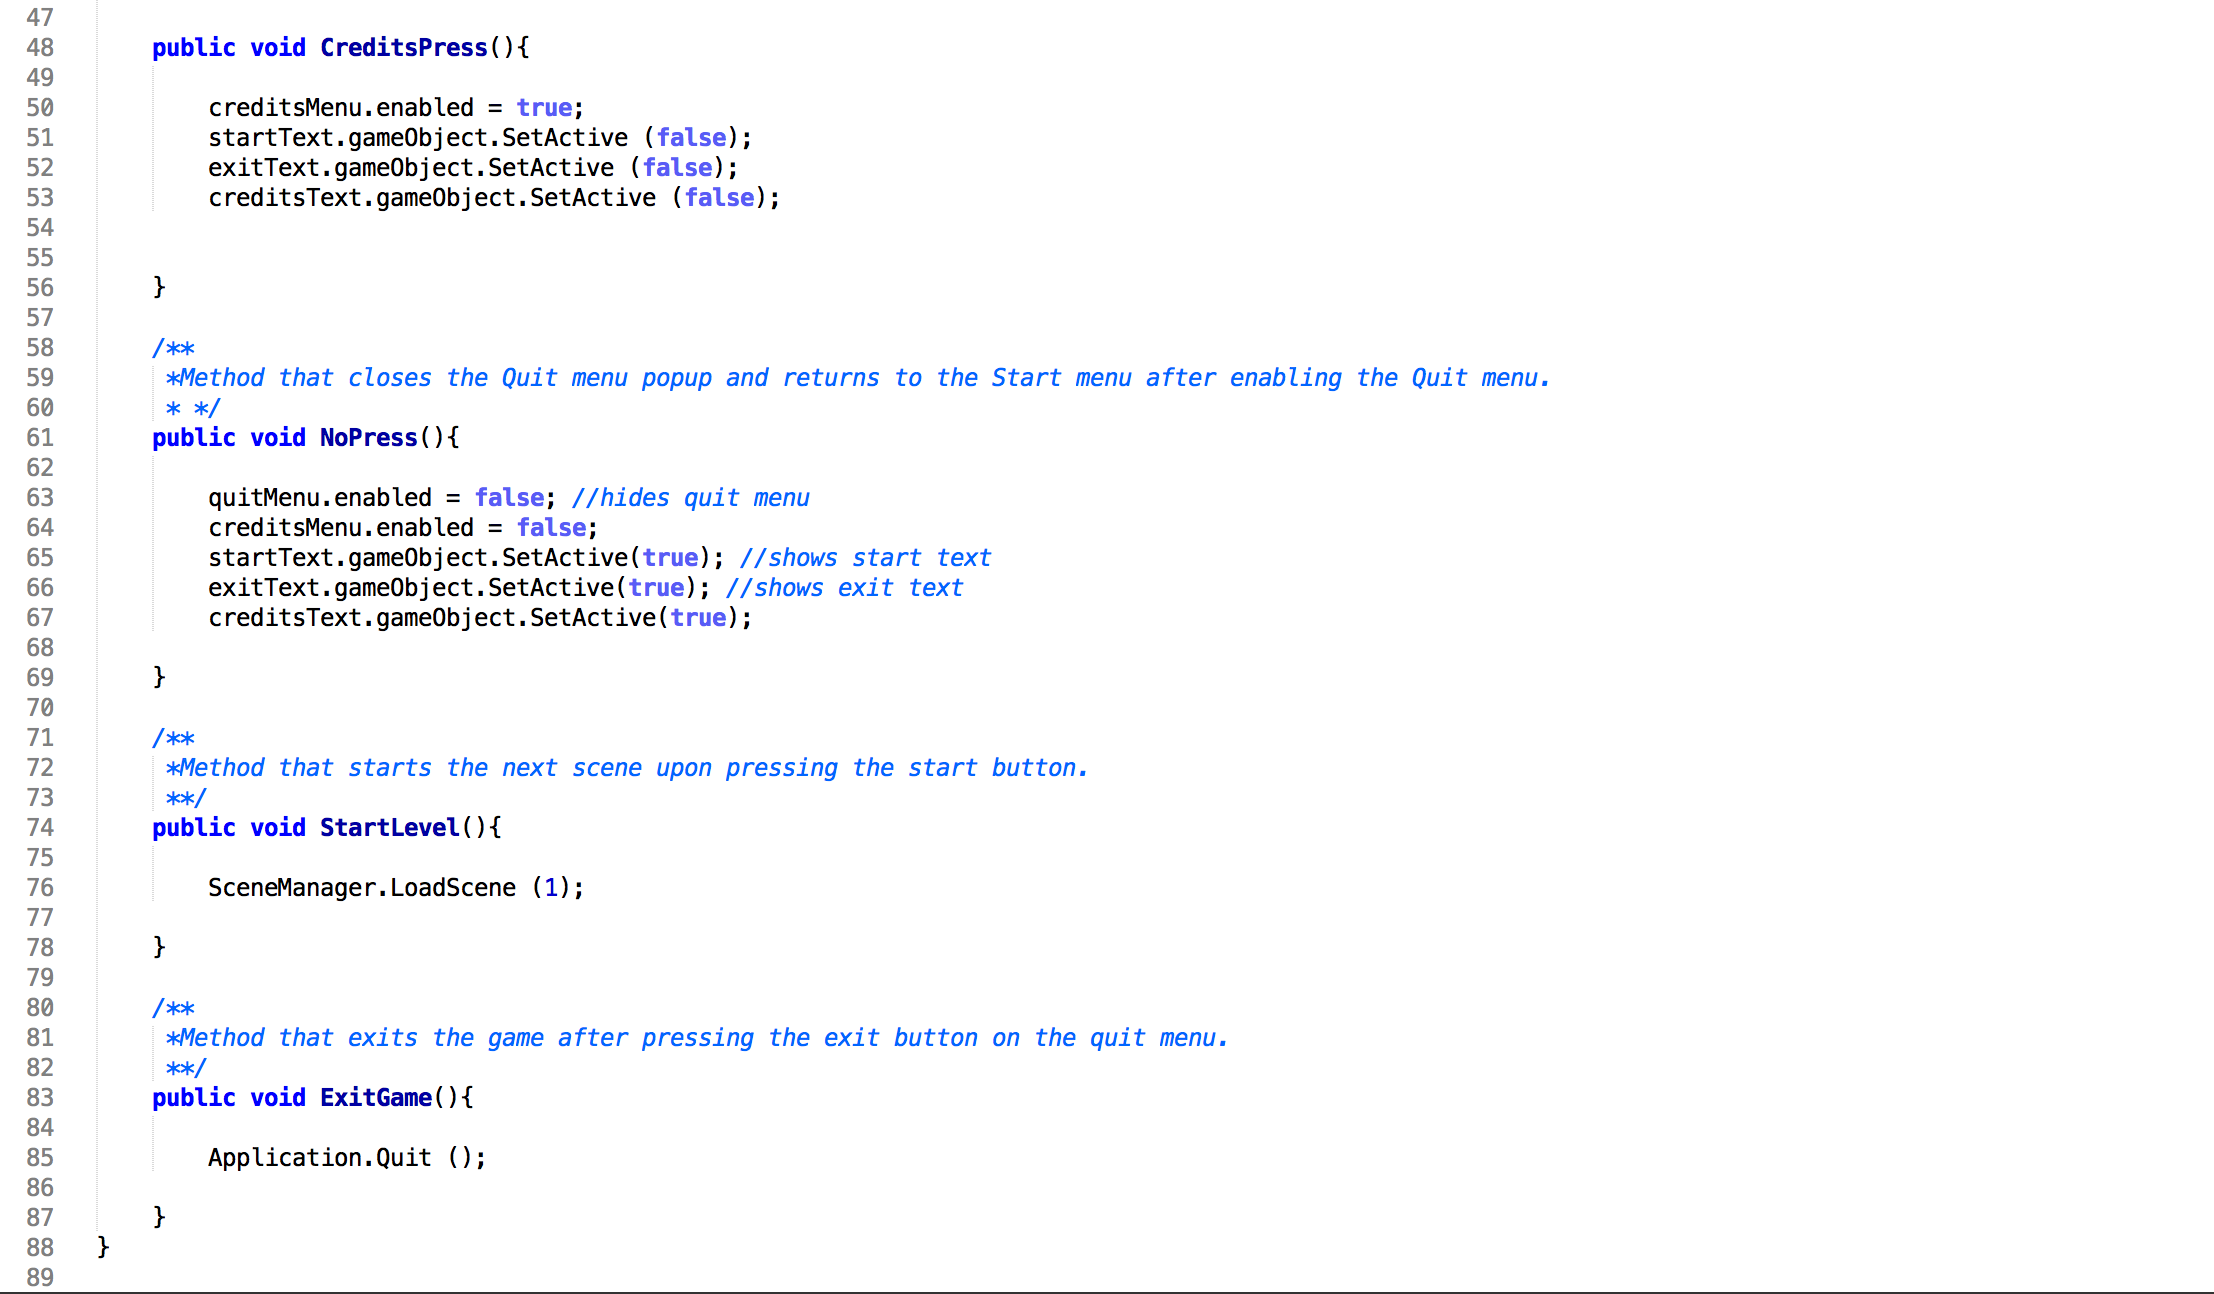 47
48 public void CreditsPress(){
49
50 creditsMenu.enabled = true;
51 startText.gameObject.SetActive (false);
52 exitText.gameObject.SetActive (false);
53 creditsText.gameObject.SetActive (false);
54
55
56 }
57
58 /**
59 *Method that closes the Quit menu popup and returns to the Start menu after enabling the Quit menu.
60 * */
61 public void NoPress(){
62
63 quitMenu.enabled = false; //hides quit menu
64 creditsMenu.enabled = false;
65 startText.gameObject.SetActive(true); //shows start text
66 exitText.gameObject.SetActive(true); //shows exit text
67 creditsText.gameObject.SetActive(true);
68
69 }
70
71 /**
72 *Method that starts the next scene upon pressing the start button.
73 **/
74 public void StartLevel(){
75
76 SceneManager.LoadScene (1);
77
78 }
79
80 /**
81 *Method that exits the game after pressing the exit button on the quit menu.
82 **/
83 public void ExitGame(){
84
85 Application.Quit ();
86
87 }
88 }
89